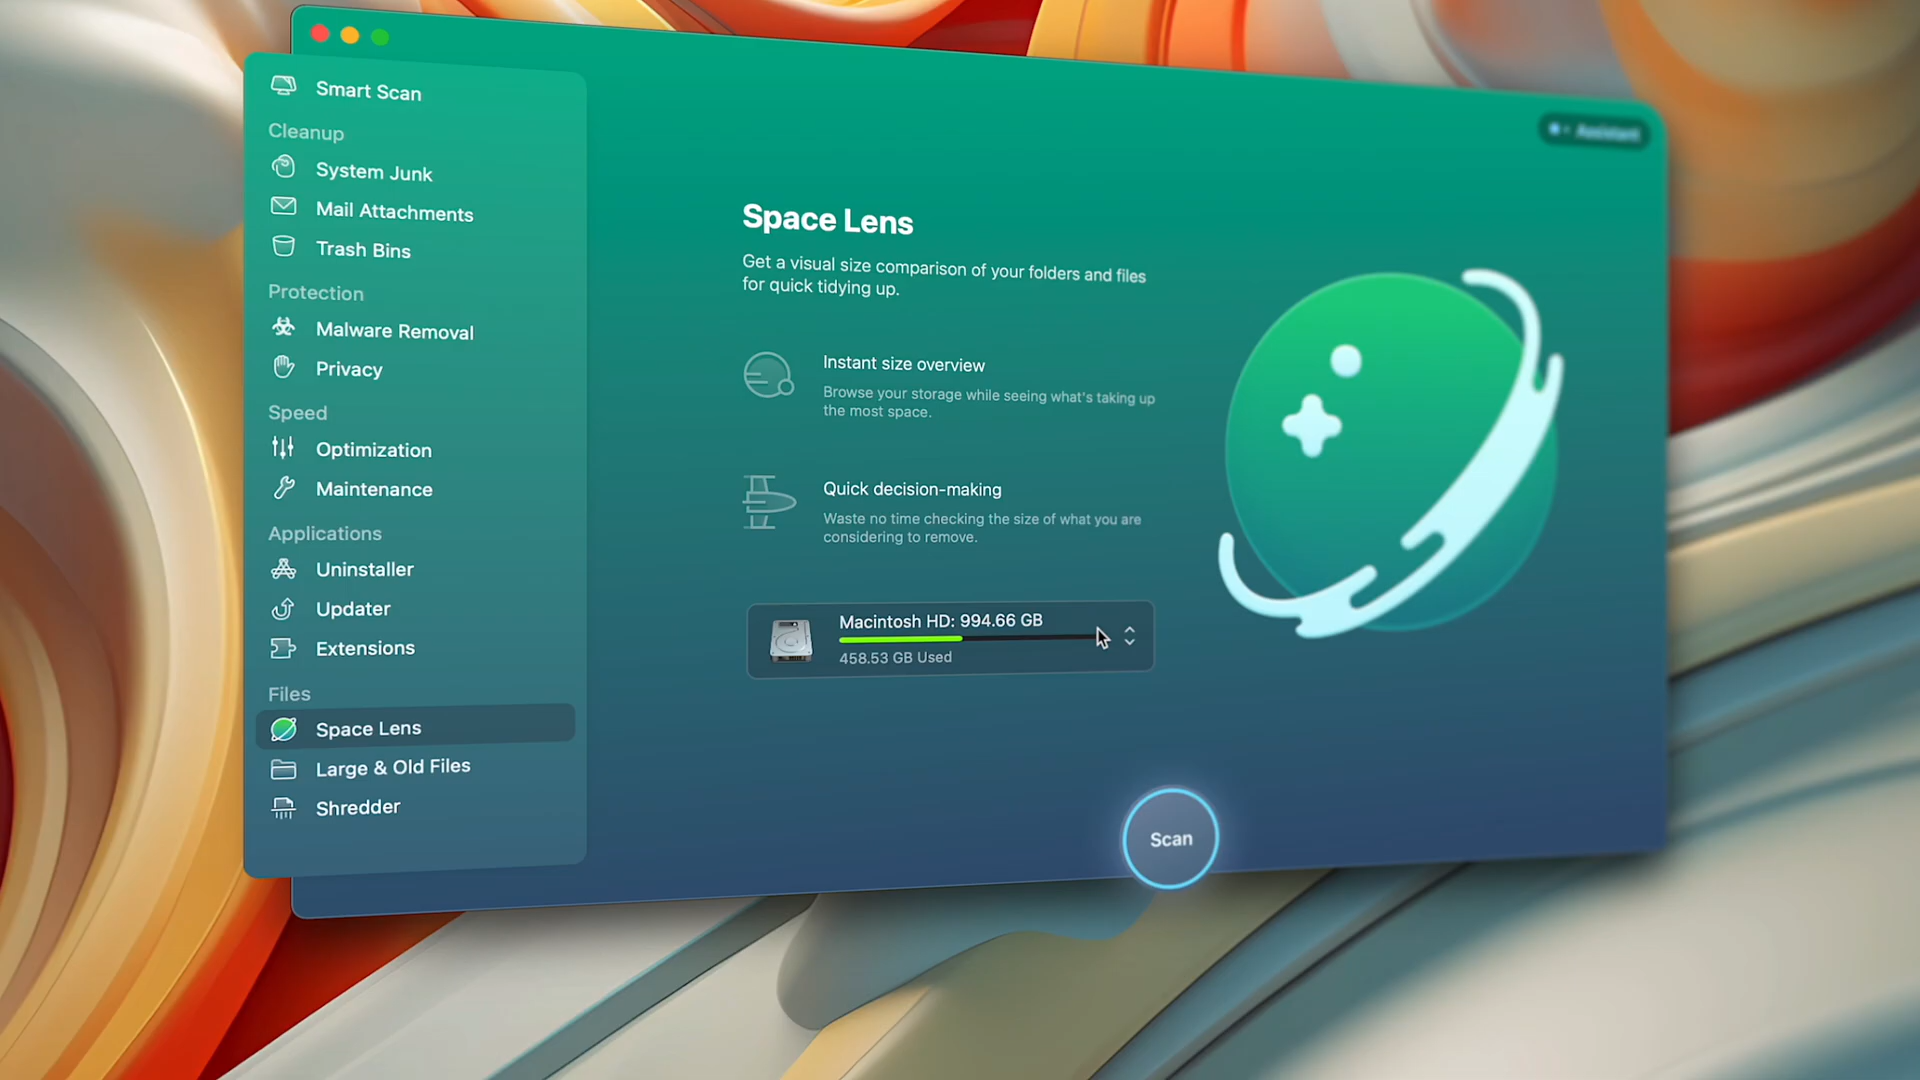 Smart Scan
Cleanup
System Junk
Mail Attachments
Trash Bins
Protection
Malware Removal
Privacy
Speed
Optimization
Maintenance
Applications
Uninstaller
Updater
Extensions
Files
Space Lens
Large & Old Files
Shredder
Assistant
Space Lens
Get a visual size comparison of your folders and files
for quick tidying up.
Instant size overview
Browse your storage while seeing what's taking up
the most space.
Quick decision-making
Waste no time checking the size of what you are
considering to remove.
Macintosh HD: 994.66 GB
458.53 GB Used
Scan